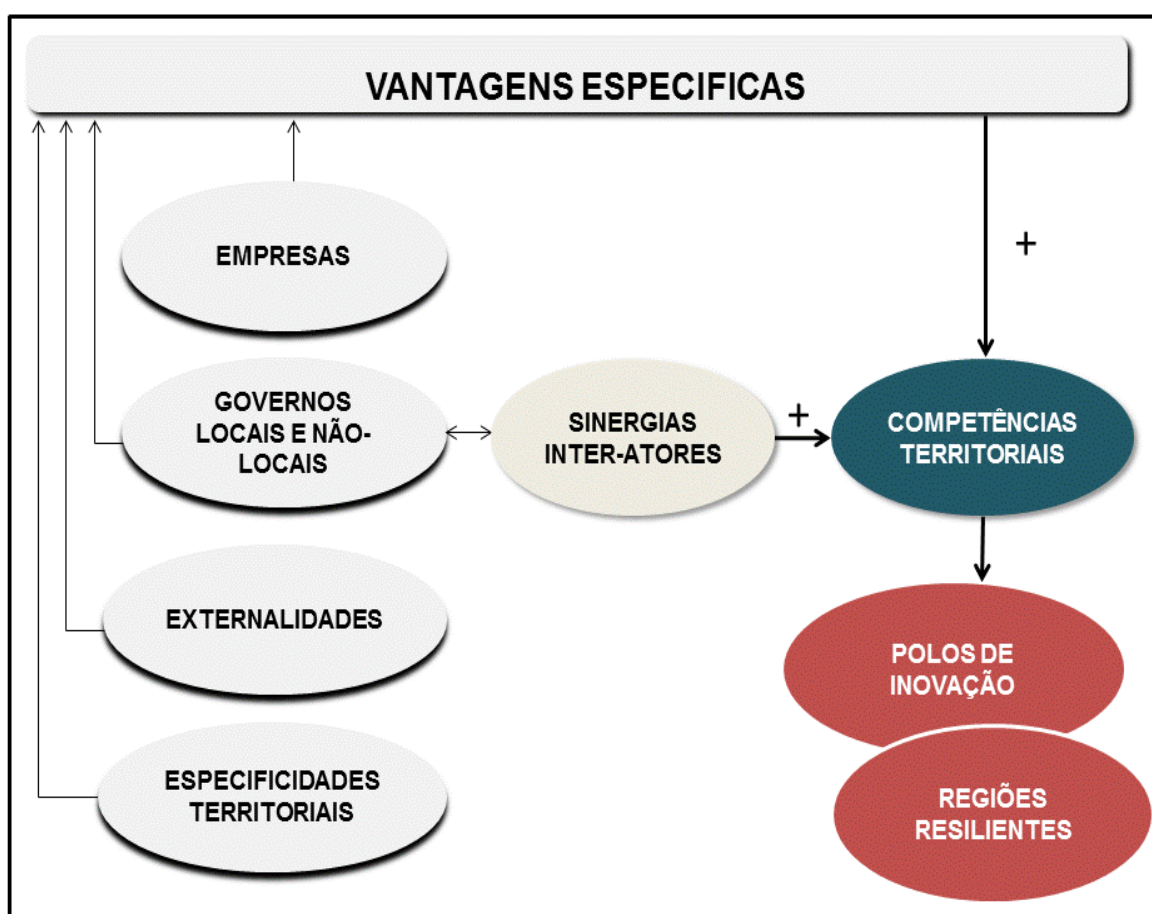 VANTAGENS ESPECIFICAS
EMPRESAS
+
GOVERNOS
LOCAIS E NÃO-
LOCAIS
SINERGIAS
INTER-ATORES
+
COMPETÊNCIAS
TERRITORIAIS
EXTERNALIDADES
POLOS DE
INOVAÇÃO
ESPECIFICIDADES
TERRITORIAIS
REGIÕES
RESILIENTES